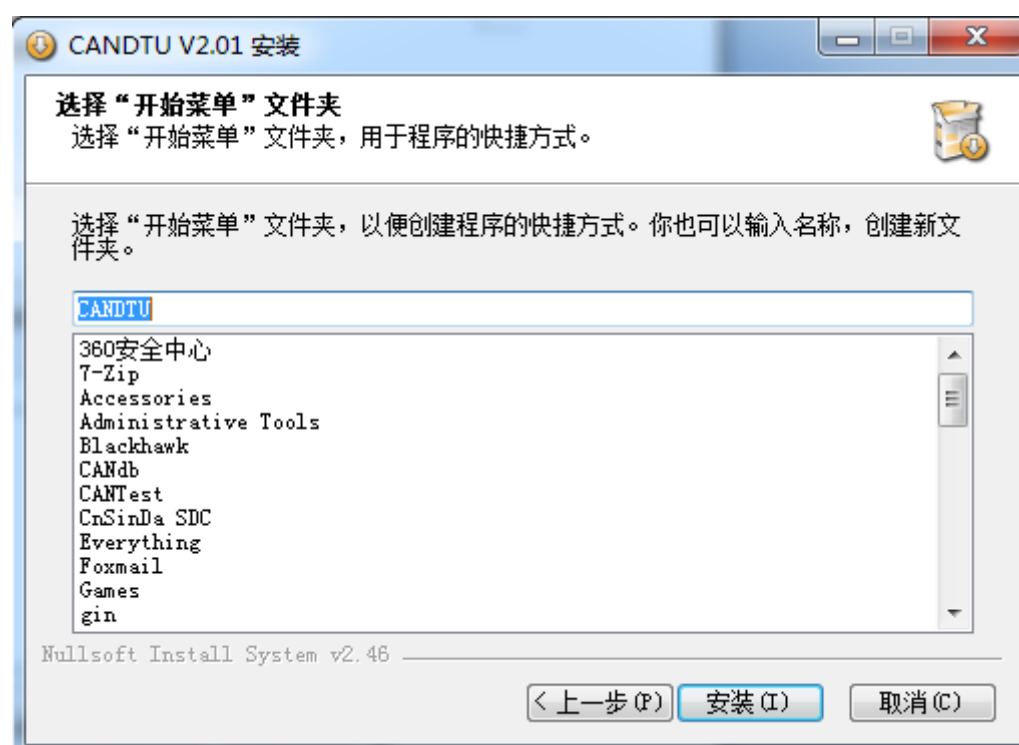 CANDTU V2.01 安装
选择“开始菜单”文件夹
选择“开始菜单”文件夹，用于程序的快捷方式。
选择“开始菜单”文件夹，以便创建程序的快捷方式。你也可以输入名称，创建新文
件夹。
CANDTU
360安全中心
7-Zip
Accessories
Administrative Tools
Blackhawk
CANdb
CANTest
CnSinDa SDC
Everything
Foxmail
Games
gin
Nullsoft Install System v2.46
< 上一步(P) 安装(I) 取消(C)